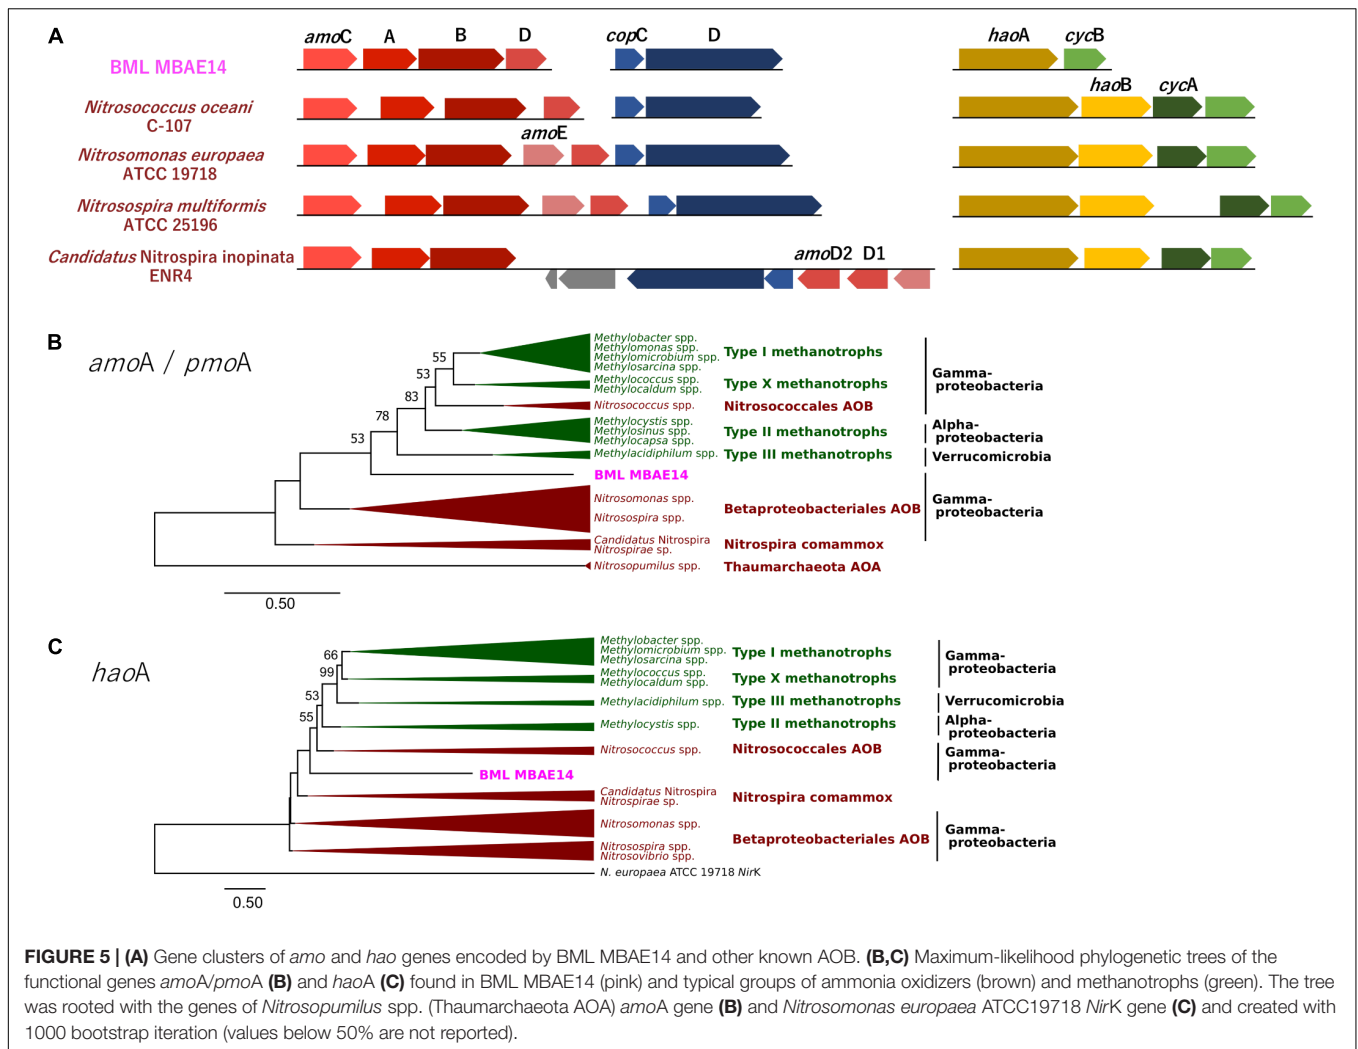 A
amoC A B D copC D haoA cycB
BML MBAE14
haoB cycA
Nitrosococcus oceani
C-107
amoE
Nitrosomonas europaea
ATCC 19718
Nitrosospira multiformis
ATCC 25196
Candidatus Nitrospira inopinata
ENR4
amoD2 D1
B
amoA / pmoA
Methylobacter spp.
Methylomonas spp.
Methylomicrobium spp.
Methylosarcina spp.
Type I methanotrophs
55
Gamma-
proteobacteria
53
Methylococcus spp.
Methylocaldum spp.
Type X methanotrophs
83
Nitrosococcus spp.
Nitrosococcales AOB
78
Methylocystis spp.
Methylosinus spp.
Methylocapsa spp.
Type II methanotrophs
Alpha-
proteobacteria
53
Methylacidiphilum spp.
Type III methanotrophs
Verrucomicrobia
BML MBAE14
Nitrosomonas spp.
Nitrosospira spp.
Betaproteobacteriales AOB
Gamma-
proteobacteria
Candidatus Nitrospira
Nitrospirae sp.
Nitrospira comammox
Nitrosopumilus spp.
Thaumarchaeota AOA
0.50
C
haoA
Methylobacter spp.
Methylomicrobium spp.
Methylosarcina spp.
Type I methanotrophs
66
Gamma-
proteobacteria
99
Methylococcus spp.
Methylocaldum spp.
Type X methanotrophs
53
Methylacidiphilum spp.
Type III methanotrophs
Verrucomicrobia
55
Methylocystis spp.
Type II methanotrophs
Alpha-
proteobacteria
Nitrosococcus spp.
Nitrosococcales AOB
Gamma-
proteobacteria
BML MBAE14
Candidatus Nitrospira
Nitrospirae sp.
Nitrospira comammox
Nitrosomonas spp.
Nitrosospira spp.
Nitrosovibrio spp.
Betaproteobacteriales AOB
Gamma-
proteobacteria
N. europaea ATCC 19718 NirK
0.50
FIGURE 5 | (A) Gene clusters of amo and hao genes encoded by BML MBAE14 and other known AOB. (B,C) Maximum-likelihood phylogenetic trees of the
functional genes amoA/pmoA (B) and haoA (C) found in BML MBAE14 (pink) and typical groups of ammonia oxidizers (brown) and methanotrophs (green). The tree
was rooted with the genes of Nitrosopumilus spp. (Thaumarchaeota AOA) amoA gene (B) and Nitrosomonas europaea ATCC19718 NirK gene (C) and created with
1000 bootstrap iteration (values below 50% are not reported).